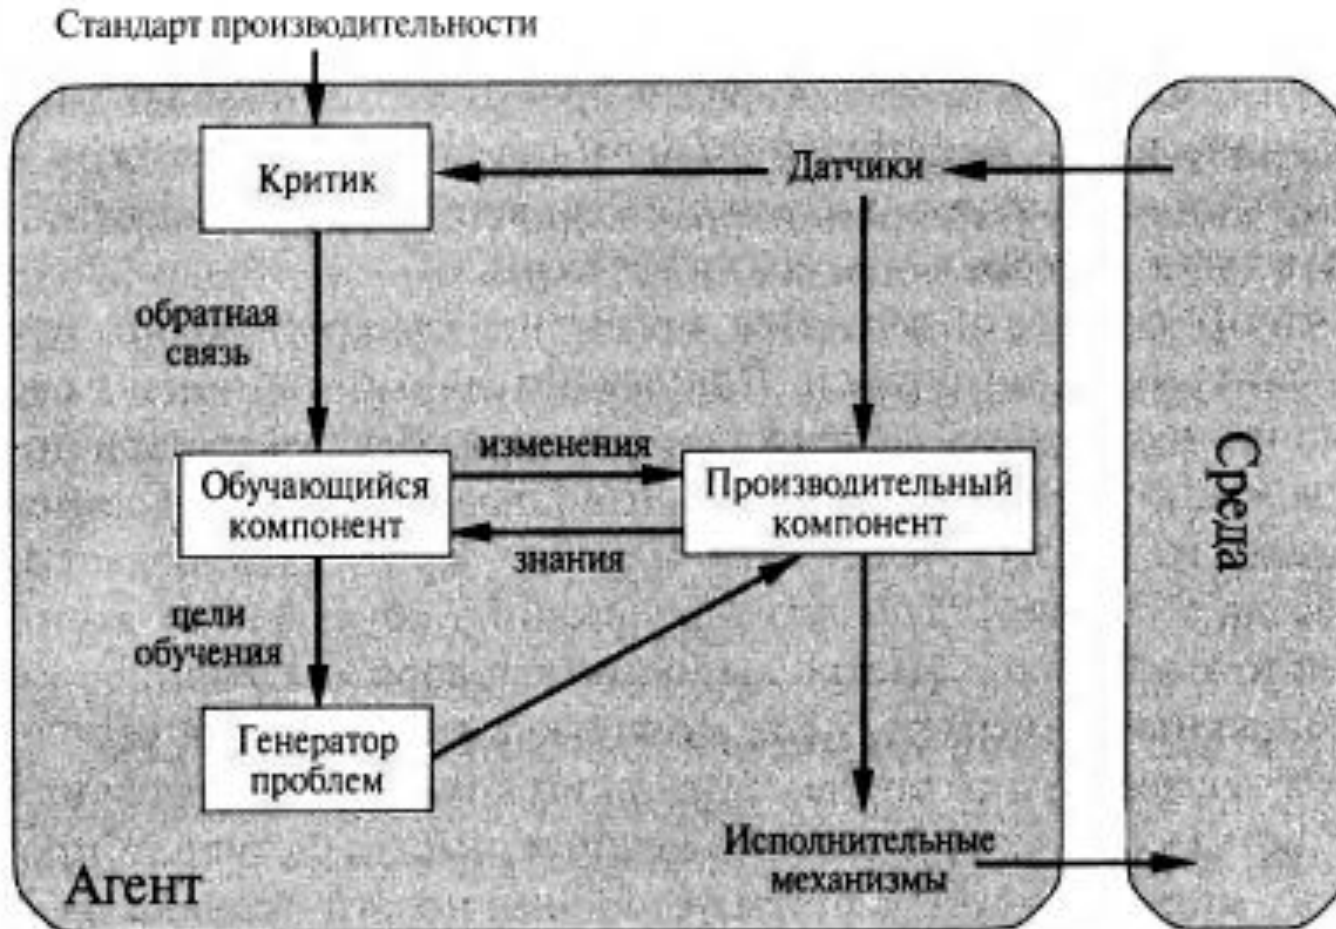 Стандарт производительности
Критик
Датчики
обратная
связь
изменения
Обучающийся
компонент
Производительный
компонент
знания
Среда
цели
обучения
Генератор
проблем
Исполнительные
механизмы
Агент